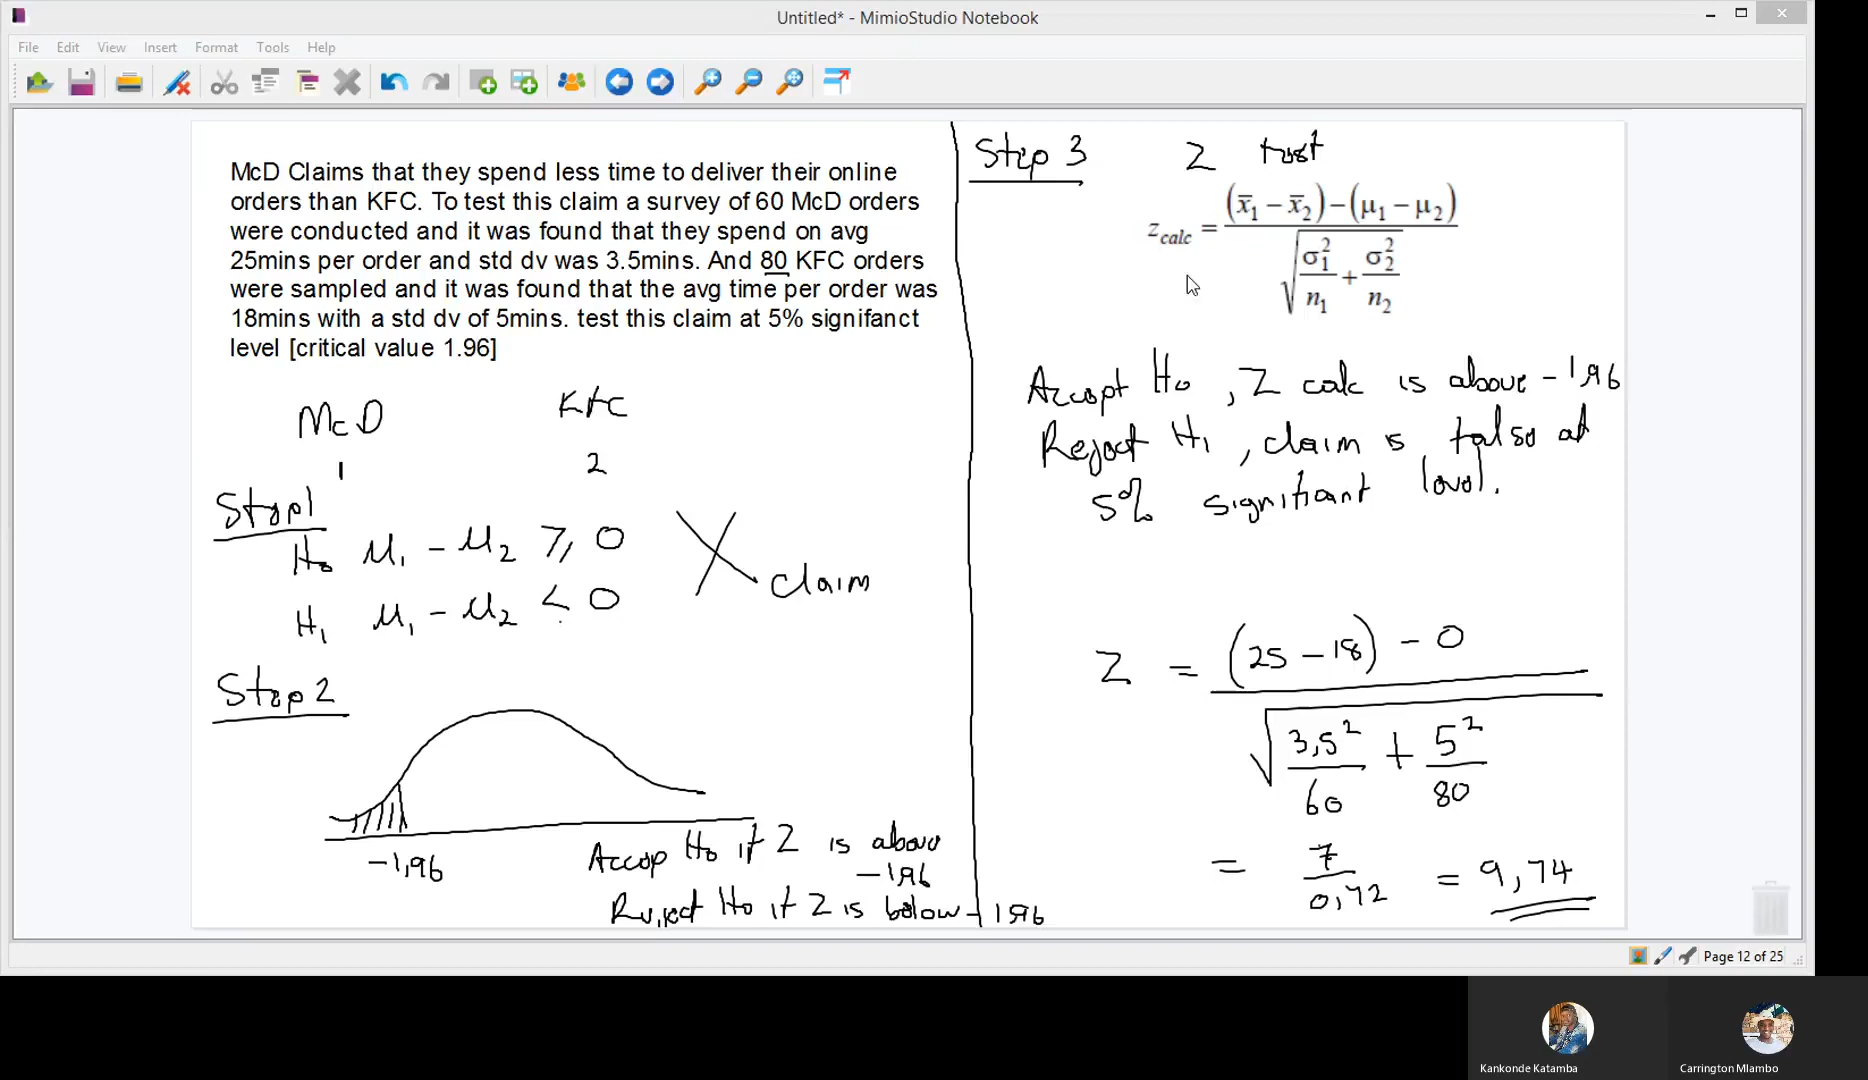 Untitled* - MimioStudio Notebook
File Edit View Insert Format Tools Help
McD Claims that they spend less time to deliver their online
orders than KFC. To test this claim a survey of 60 McD orders
were conducted and it was found that they spend on avg
25mins per order and std dv was 3.5mins. And 80 KFC orders
were sampled and it was found that the avg time per order was
18mins with a std dv of 5mins. test this claim at 5% signifanct
level [critical value 1.96]
McD KFC
1 2
Step1
H₀ µ₁ - µ₂ ≥ 0
claim
H₁ µ₁ - µ₂ < 0
Step 2
-1,96
Accep H₀ if Z is above
-1,96
Reject H₀ if Z is below -1,96
Step 3 Z test
z_calc = ((x̄₁ − x̄₂) − (µ₁ − µ₂)) / √(σ₁²/n₁ + σ₂²/n₂)
Accept H₀, Z calc is above -1,96
Reject H₁, claim is false at
5% significant level.
Z = ((25 - 18) - 0) / √(3,5²/60 + 5²/80)
= 7/0,72 = 9,74
Page 12 of 25
Kankonde Katamba Carrington Mlambo